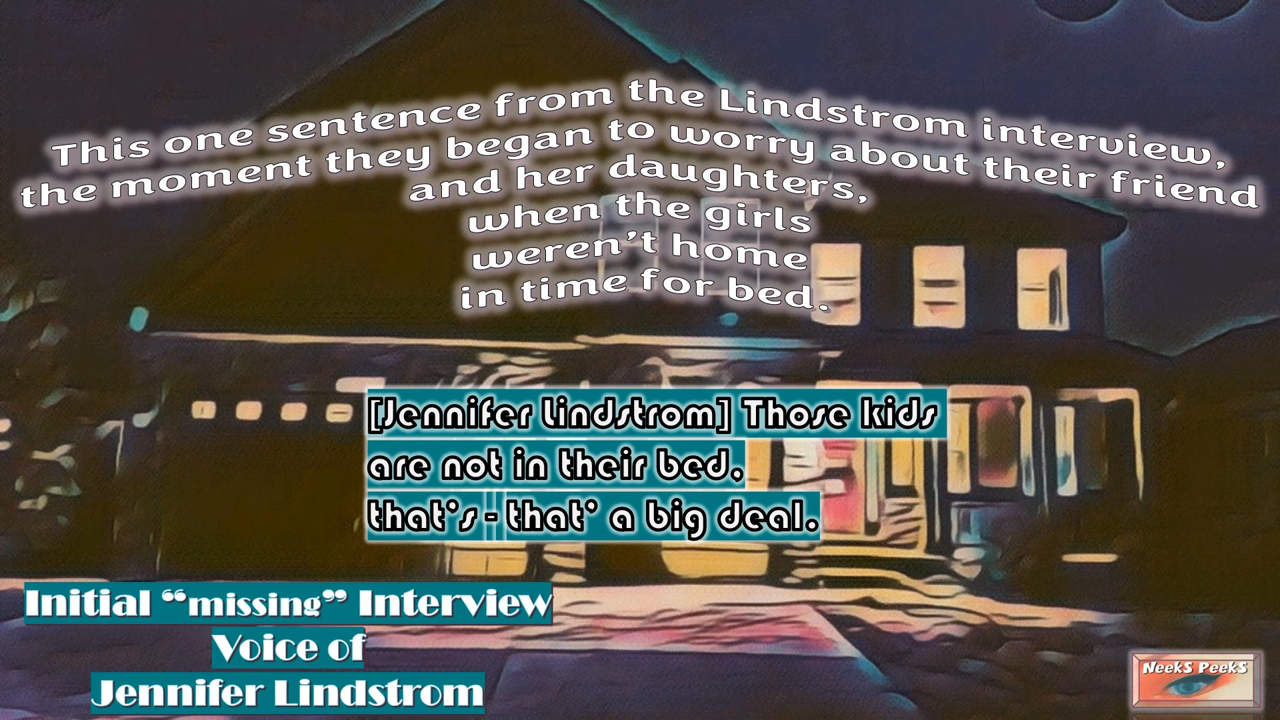 This one sentence from the Lindstrom interview,
the moment they began to worry about their friend
and her daughters,
when the girls
weren't home
in time for bed.
[Jennifer Lindstrom] Those kids
are not in their bed.
that's - that' a big deal.
Initial “missing” Interview
Voice of
Jennifer Lindstrom
NeekS PeekS